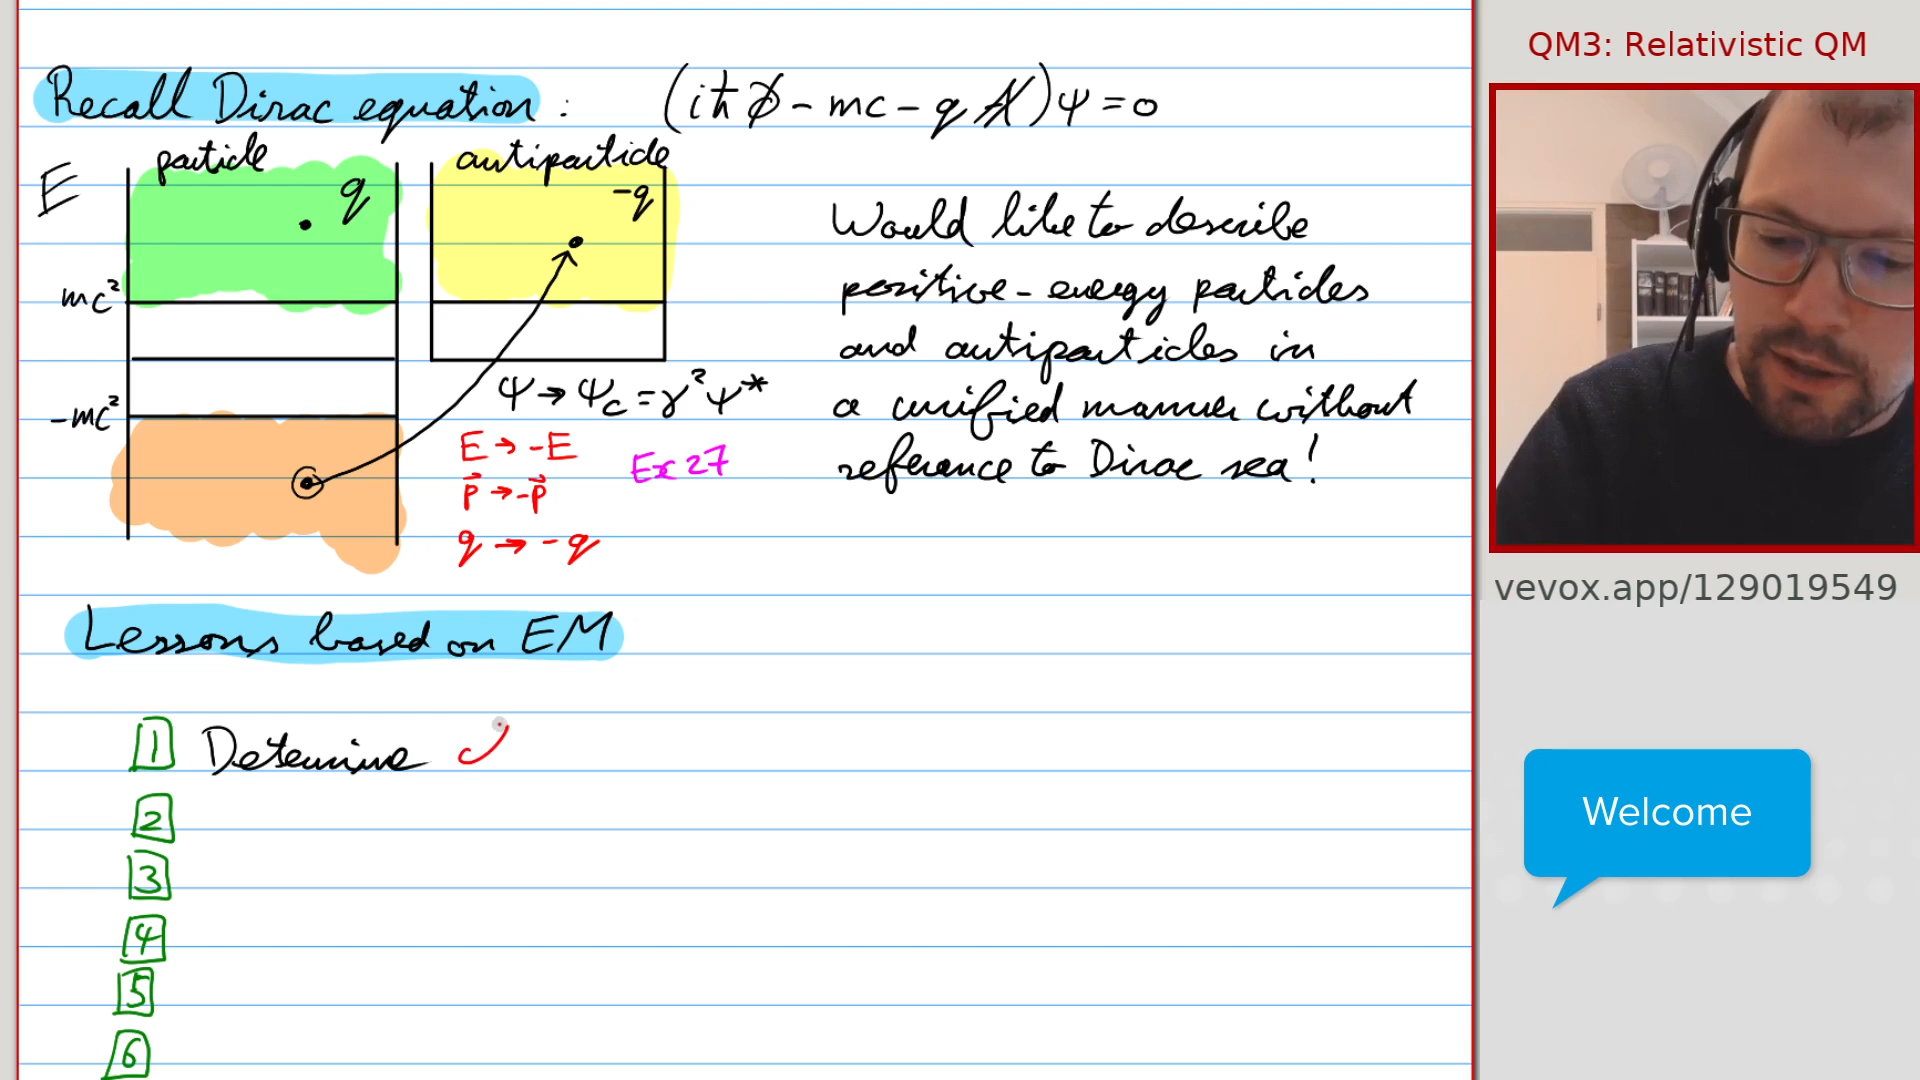 Recall Dirac equation : (iħ∂̸ - mc - qA̸)ψ = 0
particle
antiparticle
E
q
-q
mc²
-mc²
ψ → ψc = γ²ψ*
E → -E
p⃗ → -p⃗
q → -q
Ex 27
Would like to describe
positive-energy particles
and antiparticles in
a unified manner without
reference to Dirac sea!
Lessons based on EM
1 Determine
2
3
4
5
6
QM3: Relativistic QM
vevox.app/129019549
Welcome